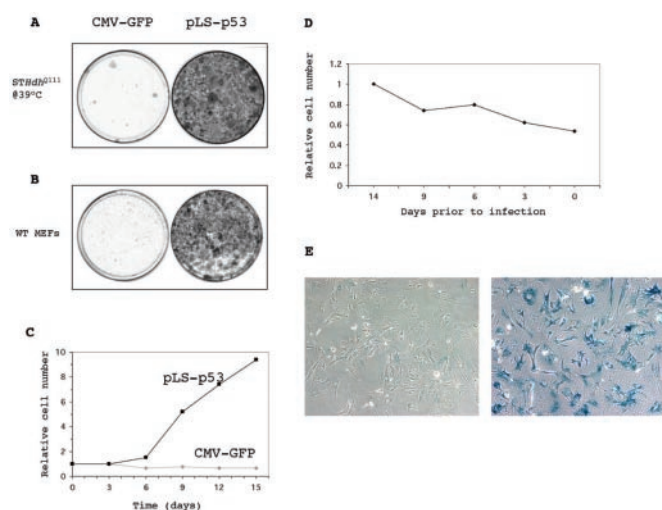 CMV-GFP pLS-p53
A
STHdhQ111
@39°C
B
WT MEFs
C
Relative cell number
10
8
6
4
2
0
pLS-p53
CMV-GFP
0 3 6 9 12 15
Time (days)
D
Relative cell number
1.2
1
0.8
0.6
0.4
0.2
0
14 9 6 3 0
Days prior to infection
E